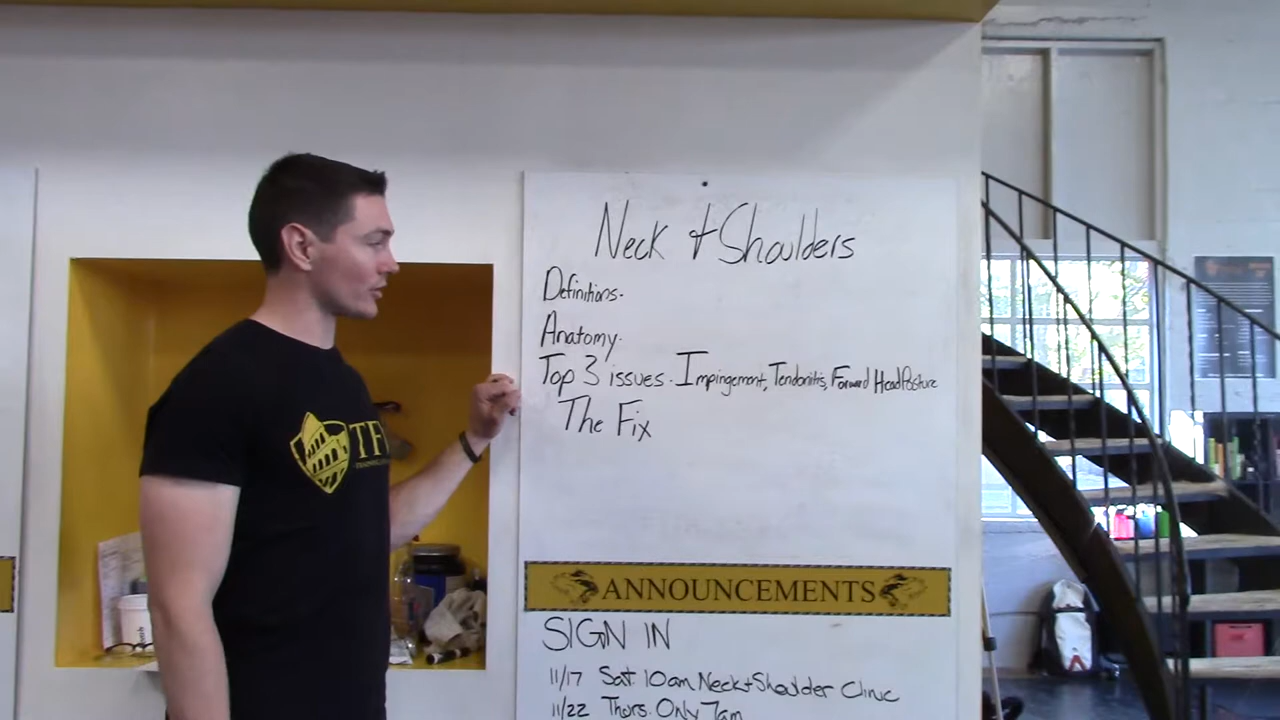 Neck & Shoulders
Definitions.
Anatomy.
Top 3 issues. Impingement, Tendonitis, Forward Head Posture
The Fix
ANNOUNCEMENTS
SIGN IN
11/17 Sat 10am Neck+Shoulder Clinic
11/22 Thurs. Only 7am
TF